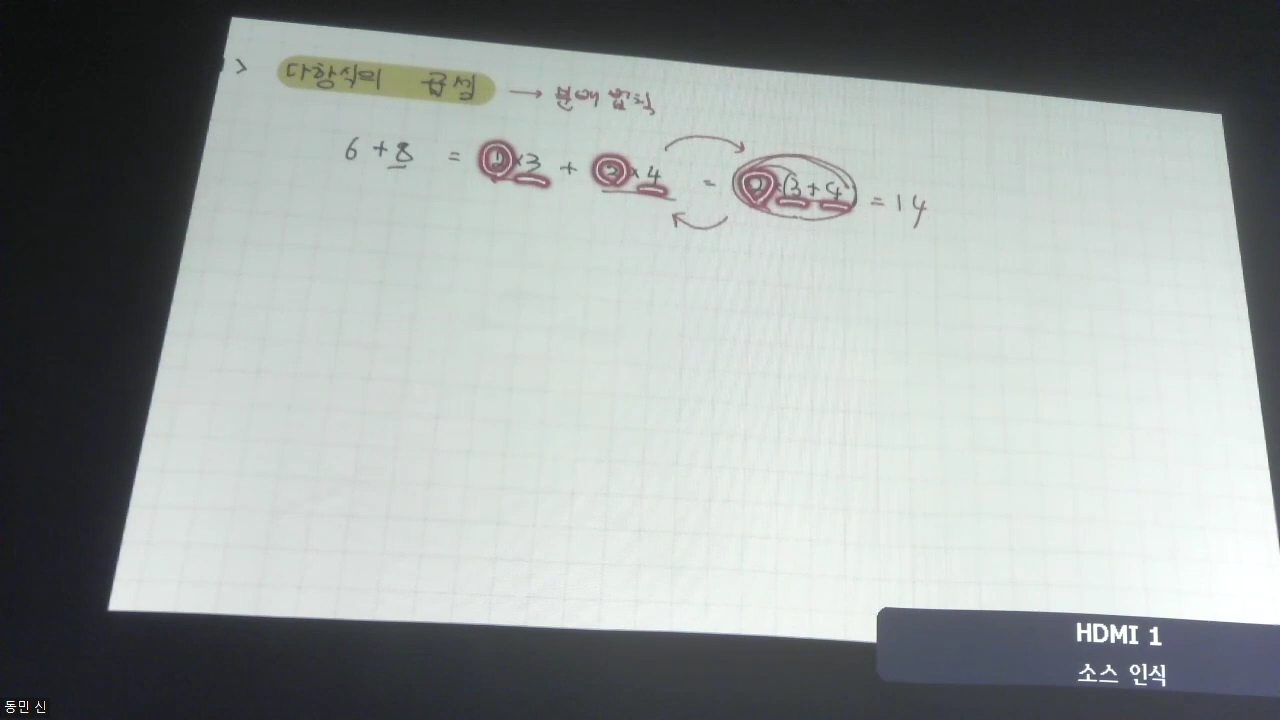 > 다항식의 곱셈 → 분배법칙
6 + 8 = 2×3 + 2×4 = 2×(3+4) = 14
HDMI 1
소스 인식
동민 신